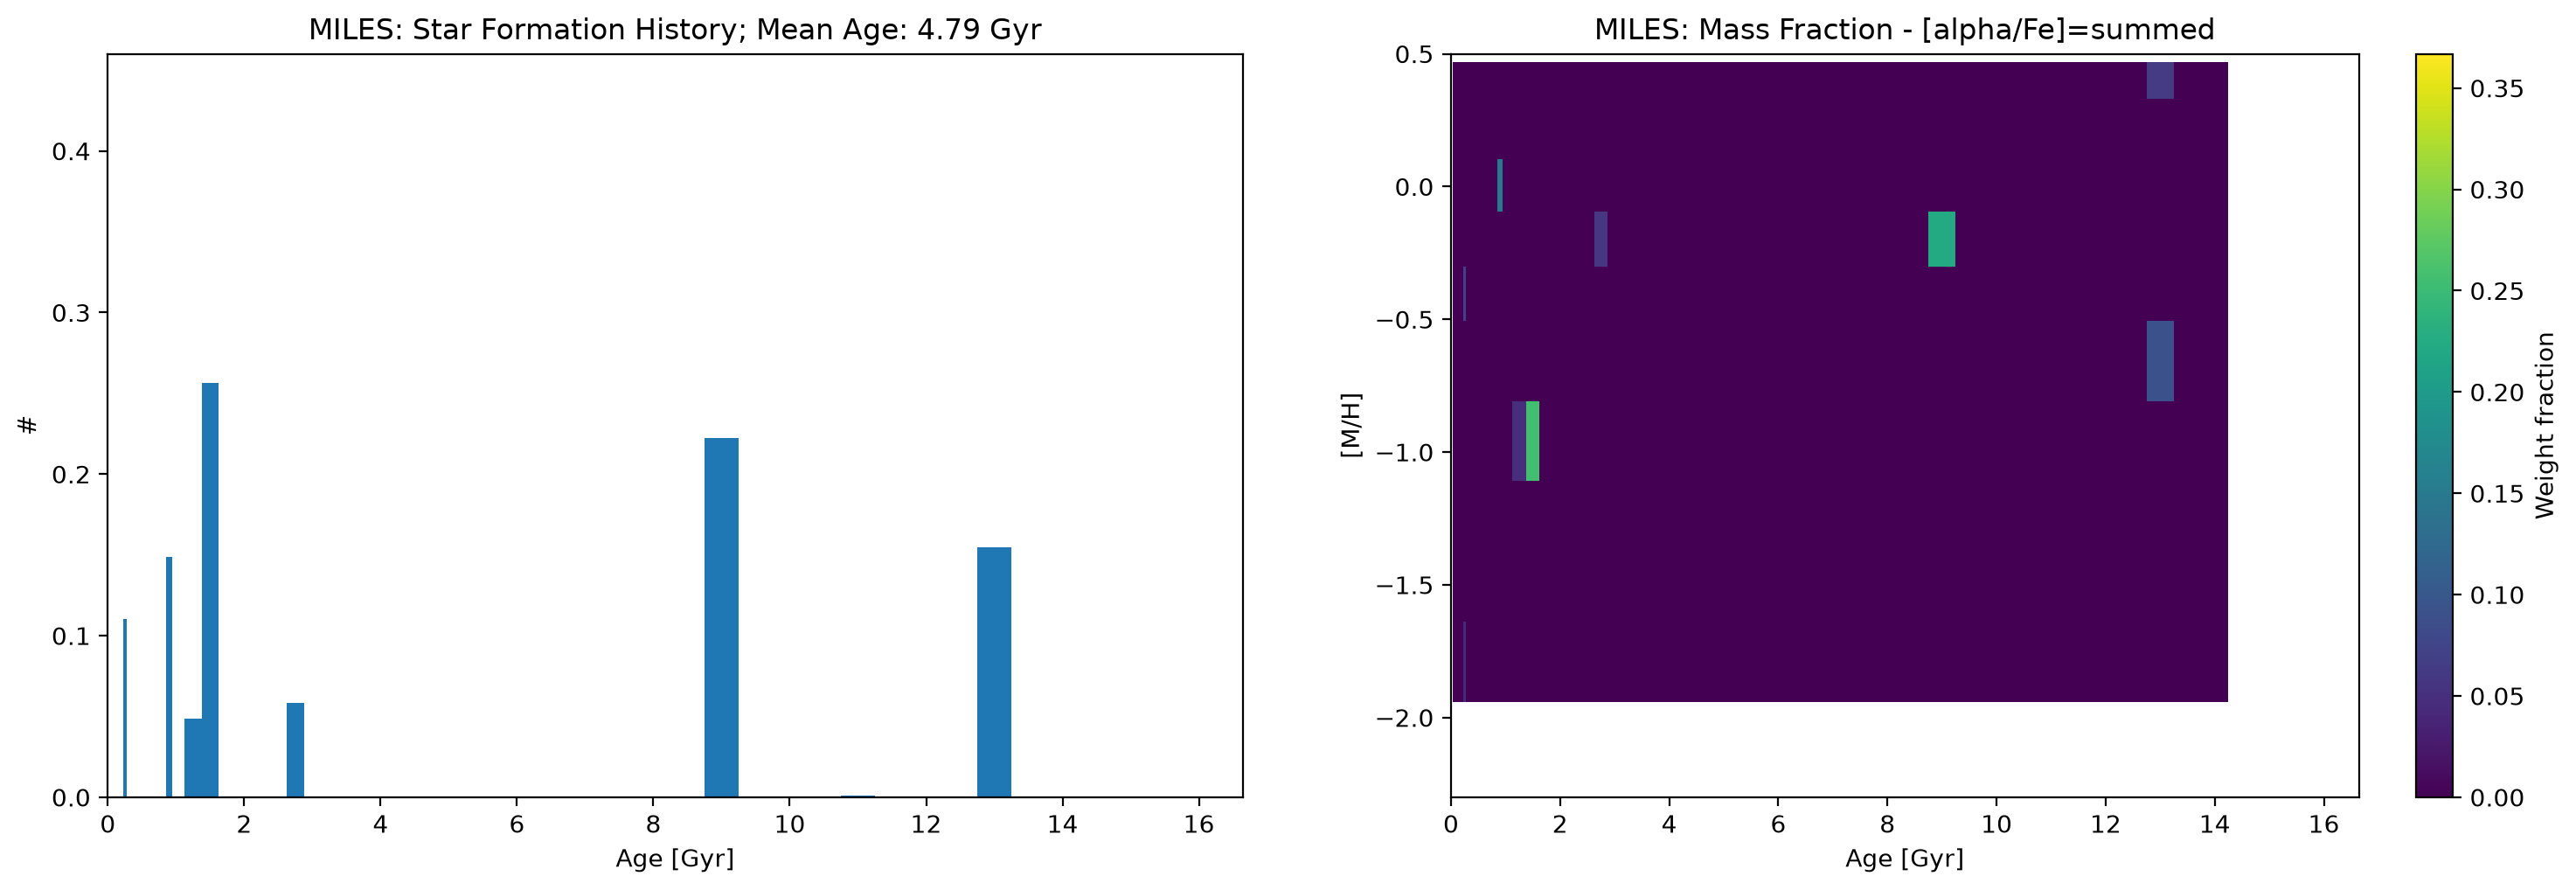 MILES: Star Formation History; Mean Age: 4.79 Gyr
#
0.4
0.3
0.2
0.1
0.0
0 2 4 6 8 10 12 14 16
Age [Gyr]
MILES: Mass Fraction - [alpha/Fe]=summed
[M/H]
0.5
0.0
−0.5
−1.0
−1.5
−2.0
0 2 4 6 8 10 12 14 16
Age [Gyr]
0.35
0.30
0.25
0.20
0.15
0.10
0.05
0.00
Weight fraction